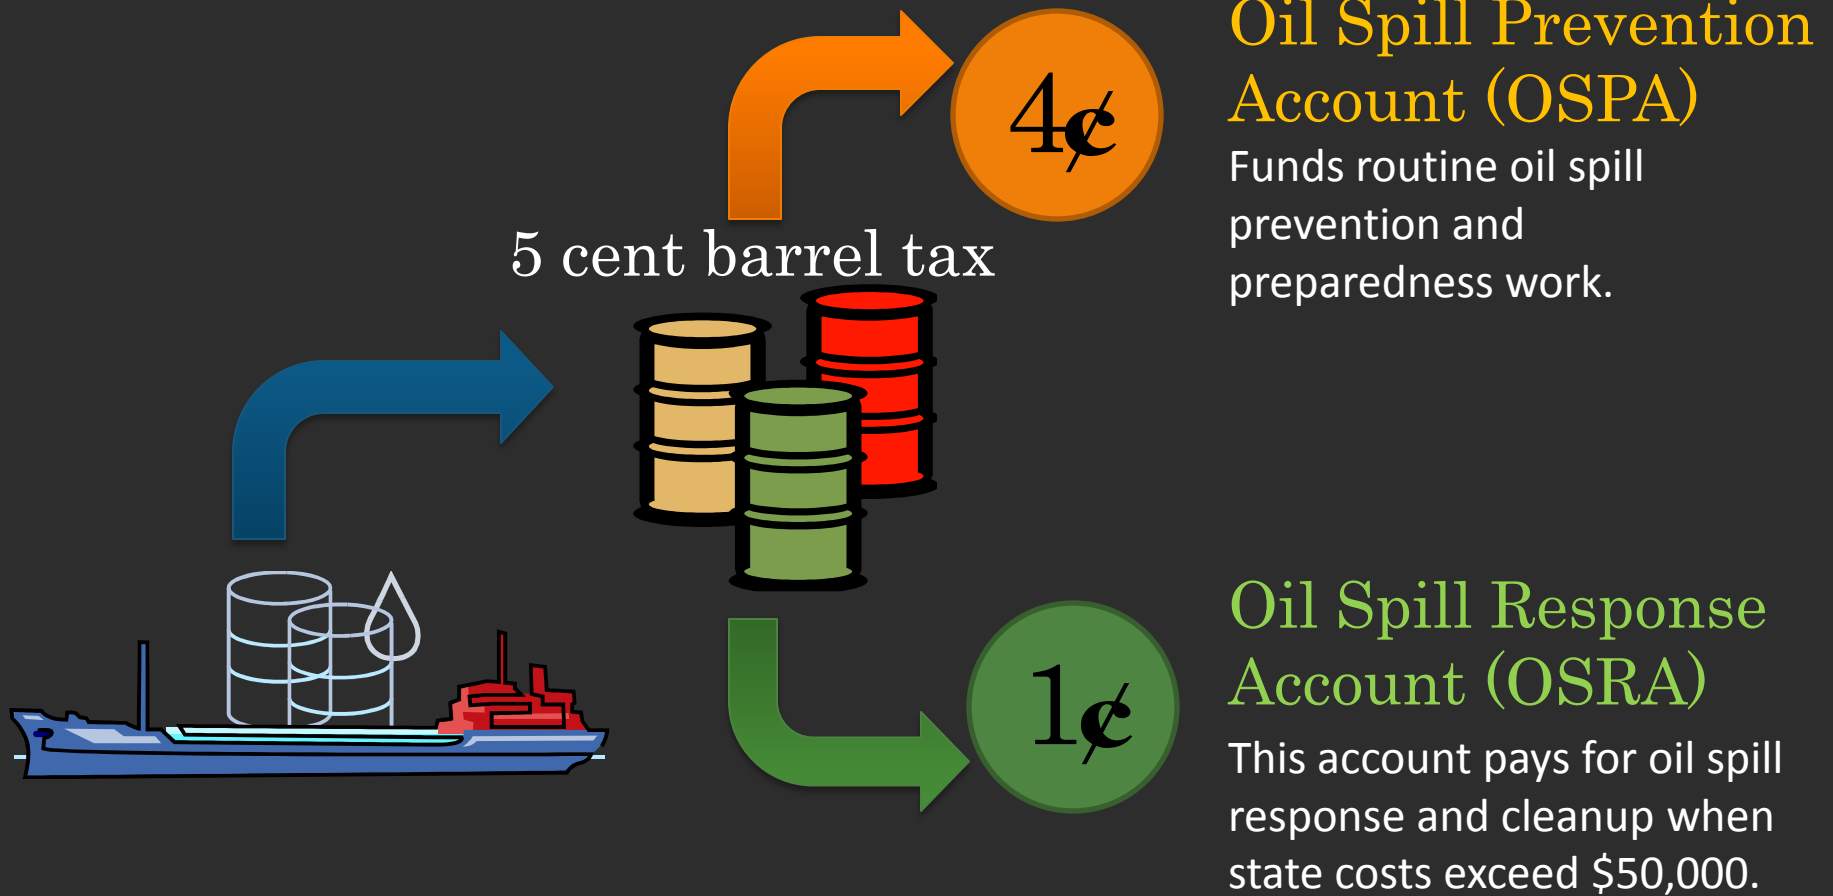 Oil Spill Prevention
Account (OSPA)
4¢
Funds routine oil spill
prevention and
preparedness work.
5 cent barrel tax
Oil Spill Response
Account (OSRA)
1¢
This account pays for oil spill
response and cleanup when
state costs exceed $50,000.